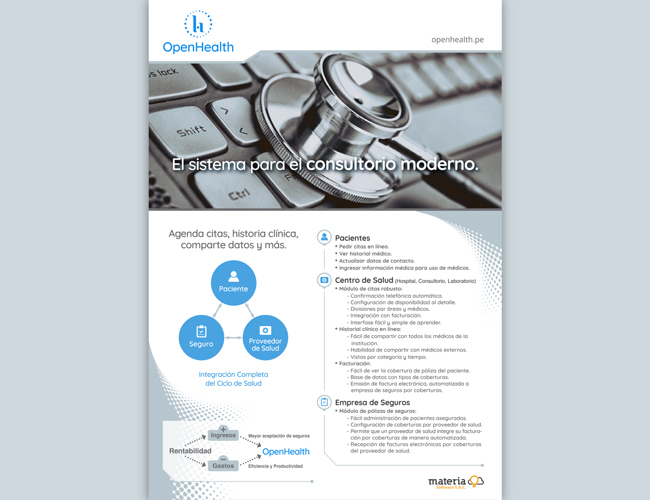 OpenHealth
openhealth.pe
ps lock
Shift
Ctrl
El sistema para el consultorio moderno.
Agenda citas, historia clínica,
comparte datos y más.
Paciente
Seguro
Proveedor
de Salud
Integración Completa
del Ciclo de Salud
Rentabilidad
Ingresos
Gastos
Mayor aceptación de seguros
OpenHealth
Eficiencia y Productividad
Pacientes
* Pedir citas en línea.
* Ver historial médico.
* Actualizar datos de contacto.
* Ingresar información médico para uso de médicos.
Centro de Salud (Hospital, Consultorio, Laboratorio)
* Módulo de citas robusto:
- Confirmación telefónica automática.
- Configuración de disponibilidad al detalle.
- Divisiones por áreas y médicos.
- Integración con facturación.
- Interfase fácil y simple de aprender.
* Historial clínico en línea:
- Fácil de compartir con todos los médicos de la
institución.
- Habilidad de compartir con médicos externos.
- Vistas por categoría y tiempo.
* Facturación:
- Fácil de ver la cobertura de póliza del paciente.
- Base de datos con tipos de coberturas.
- Emisión de factura electrónica, automatizada a
empresa de seguros por coberturas.
Empresa de Seguros
* Módulo de pólizas de seguros:
- Fácil administración de pacientes asegurados.
- Configuración de coberturas por proveedor de salud.
- Permite que un proveedor de salud integre su factura-
ción por coberturas de manera automatizada.
- Recepción de facturas electrónicas por coberturas
del proveedor de salud.
materia